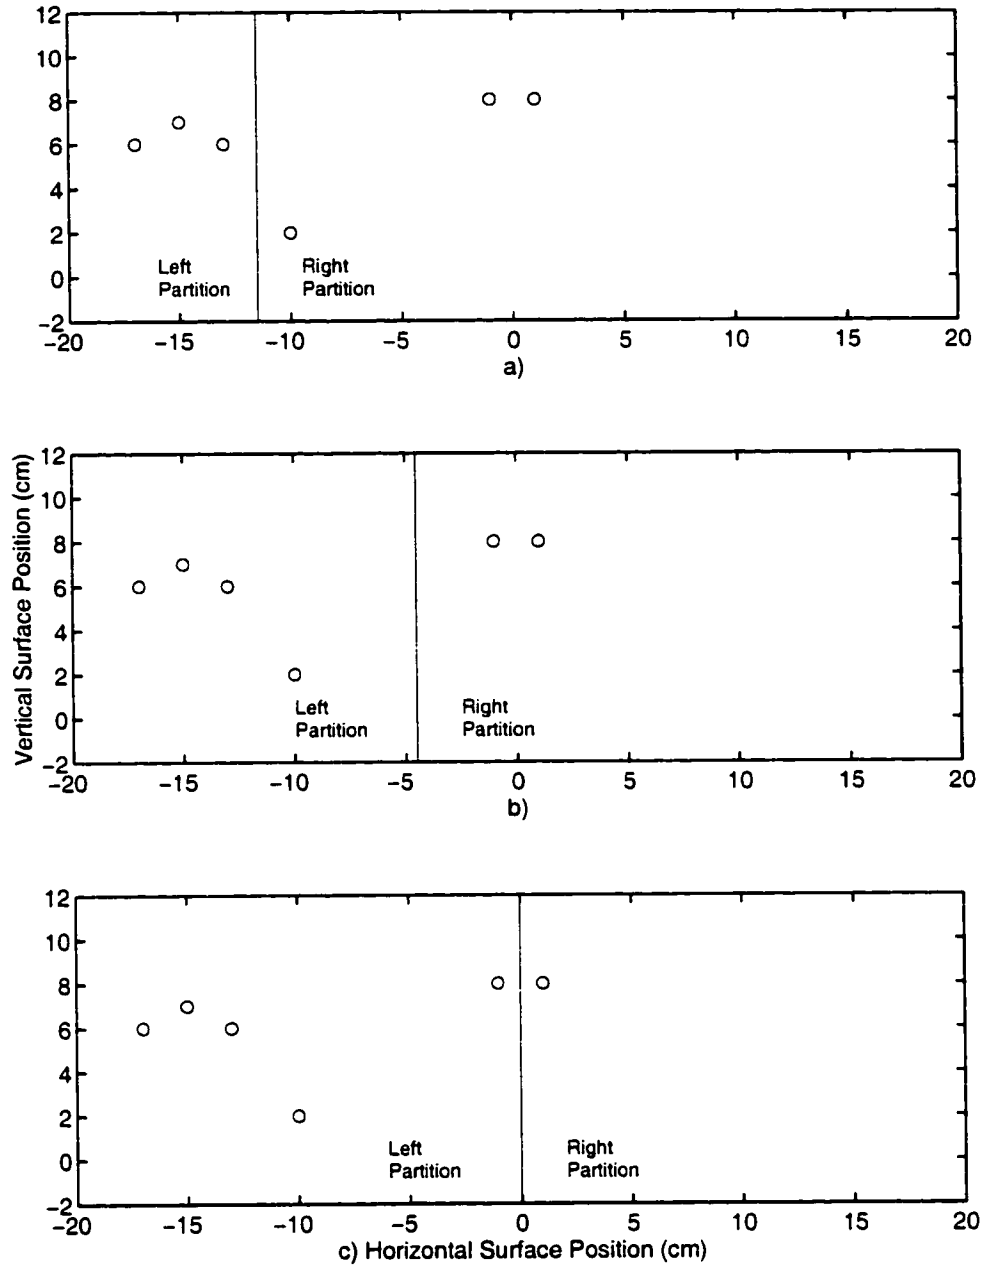 12
10
8
6
4
2
0
−2
Left
Partition
Right
Partition
−20 −15 −10 −5 0 5 10 15 20
a)
Vertical Surface Position (cm)
12
10
8
6
4
2
0
−2
Left
Partition
Right
Partition
−20 −15 −10 −5 0 5 10 15 20
b)
12
10
8
6
4
2
0
−2
Left
Partition
Right
Partition
−20 −15 −10 −5 0 5 10 15 20
c) Horizontal Surface Position (cm)